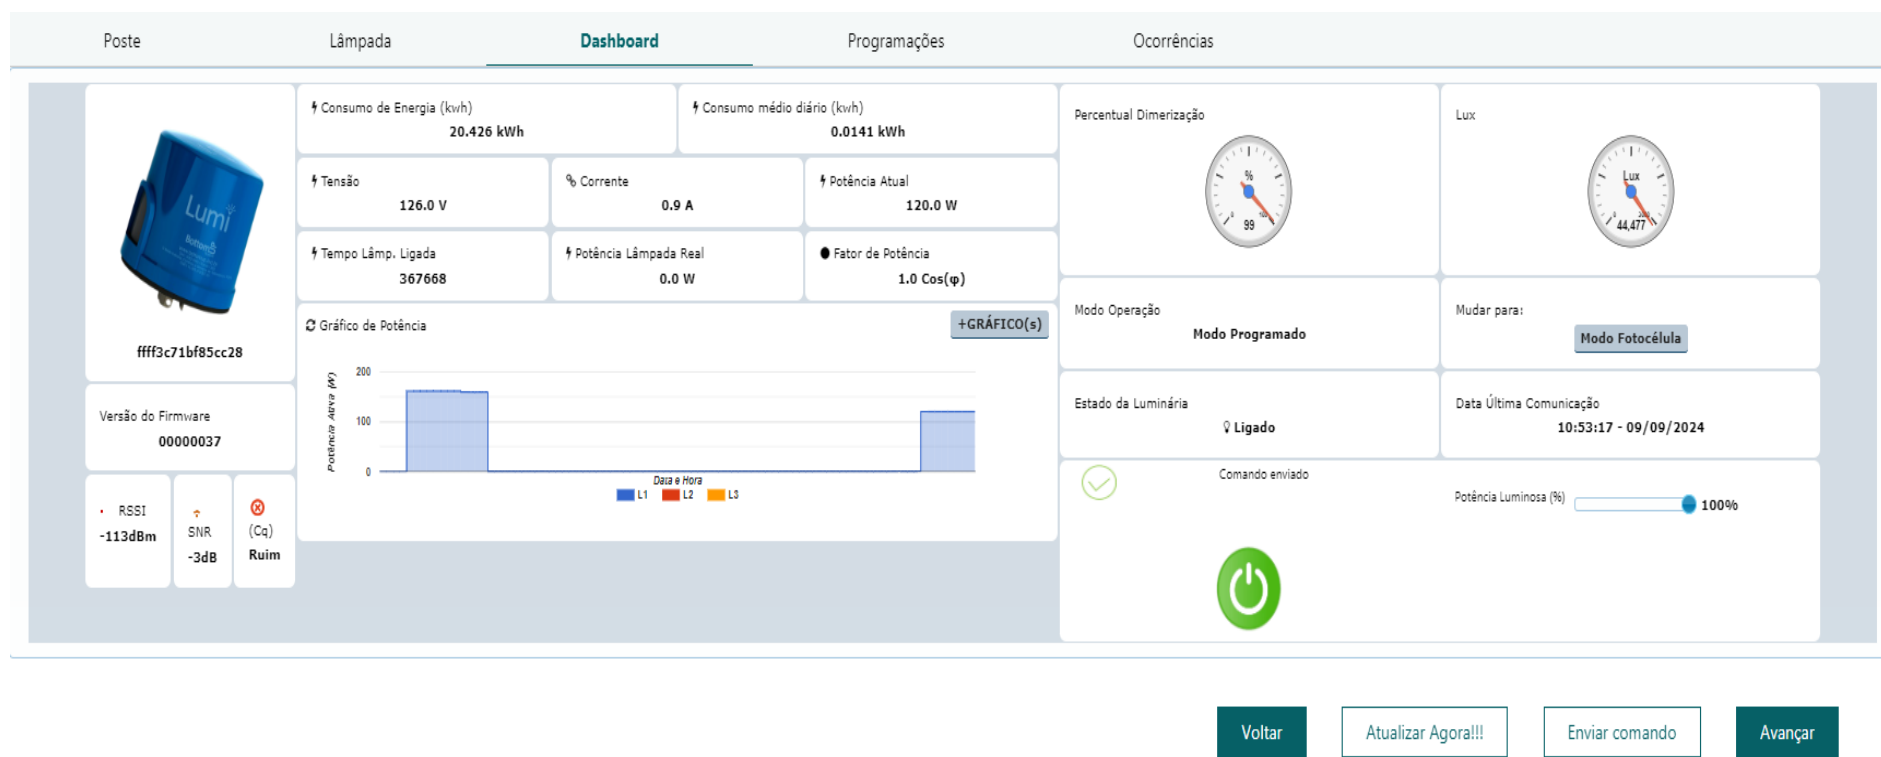 Poste
Lâmpada
Dashboard
Programações
Ocorrências
Lumi
ffff3c71bf85cc28
Versão do Firmware
00000037
RSSI
-113dBm
SNR
-3dB
(Cq)
Ruim
Consumo de Energia (kwh)
20.426 kWh
Consumo médio diário (kwh)
0.0141 kWh
Tensão
126.0 V
Corrente
0.9 A
Potência Atual
120.0 W
Tempo Lâmp. Ligada
367668
Potência Lâmpada Real
0.0 W
Fator de Potência
1.0 Cos(φ)
Gráfico de Potência
+GRÁFICO(s)
Potência Ativa (W)
200
100
0
Data e Hora
L1
L2
L3
Percentual Dimerização
%
0
100
99
Lux
Lux
0
44,477
Modo Operação
Modo Programado
Mudar para:
Modo Fotocélula
Estado da Luminária
Ligado
Data Última Comunicação
10:53:17 - 09/09/2024
Comando enviado
Potência Luminosa (%)
100%
Voltar
Atualizar Agora!!!
Enviar comando
Avançar